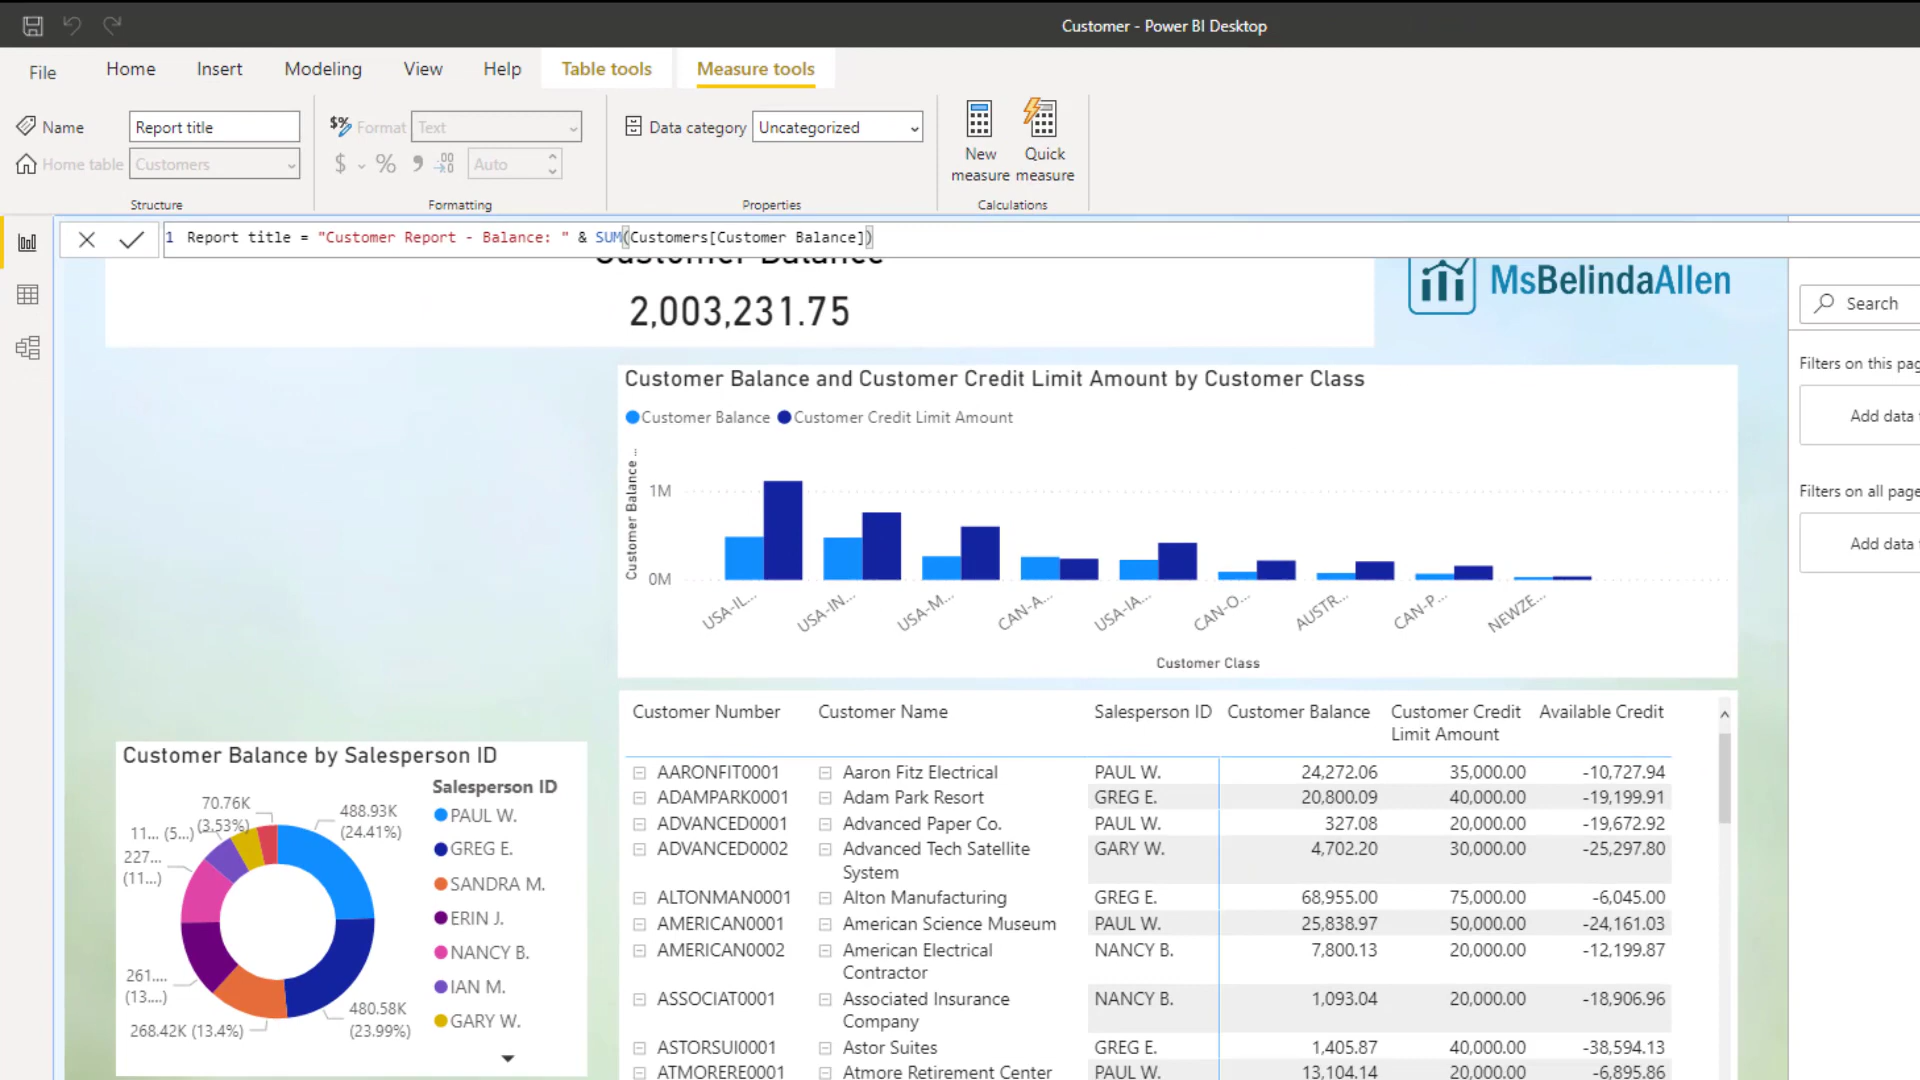 Customer - Power BI Desktop
File Home Insert Modeling View Help Table tools Measure tools
Name Report title
Home table Customers
Structure
$% Format Text
$ % Auto
Formatting
Data category Uncategorized
Properties
New measure
Quick measure
Calculations
1 Report title = "Customer Report - Balance: " & SUM(Customers[Customer Balance])
Customer Balance
2,003,231.75
MsBelindaAllen
Search
Filters on this pag
Add data
Filters on all page
Add data
Customer Balance and Customer Credit Limit Amount by Customer Class
Customer Balance Customer Credit Limit Amount
Customer Balance ...
1M
0M
USA-IL... USA-IN... USA-M... CAN-A... USA-IA... CAN-O... AUSTR... CAN-P... NEWZE...
Customer Class
Customer Balance by Salesperson ID
Salesperson ID
PAUL W.
GREG E.
SANDRA M.
ERIN J.
NANCY B.
IAN M.
GARY W.
488.93K
(24.41%)
480.58K
(23.99%)
268.42K (13.4%)
261....
(13....)
227...
(11...)
11... (5...)
70.76K
(3.53%)
Customer Number Customer Name Salesperson ID Customer Balance Customer Credit Limit Amount Available Credit
AARONFIT0001 Aaron Fitz Electrical PAUL W. 24,272.06 35,000.00 -10,727.94
ADAMPARK0001 Adam Park Resort GREG E. 20,800.09 40,000.00 -19,199.91
ADVANCED0001 Advanced Paper Co. PAUL W. 327.08 20,000.00 -19,672.92
ADVANCED0002 Advanced Tech Satellite System GARY W. 4,702.20 30,000.00 -25,297.80
ALTONMAN0001 Alton Manufacturing GREG E. 68,955.00 75,000.00 -6,045.00
AMERICAN0001 American Science Museum PAUL W. 25,838.97 50,000.00 -24,161.03
AMERICAN0002 American Electrical Contractor NANCY B. 7,800.13 20,000.00 -12,199.87
ASSOCIAT0001 Associated Insurance Company NANCY B. 1,093.04 20,000.00 -18,906.96
ASTORSUI0001 Astor Suites GREG E. 1,405.87 40,000.00 -38,594.13
ATMORERE0001 Atmore Retirement Center PAUL W. 13,104.14 20,000.00 -6,895.86